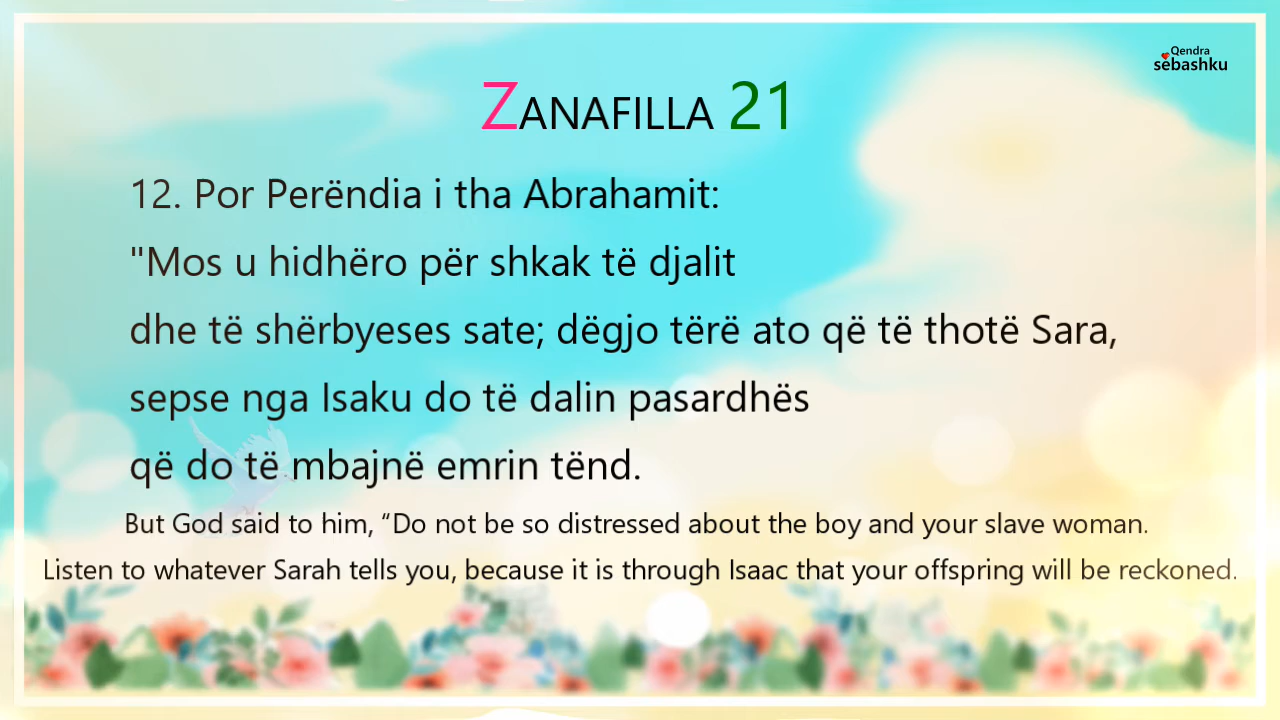 Qendra
sëbashku
ZANAFILLA 21
12. Por Perëndia i tha Abrahamit:
"Mos u hidhëro për shkak të djalit
dhe të shërbyeses sate; dëgjo tërë ato që të thotë Sara,
sepse nga Isaku do të dalin pasardhës
që do të mbajnë emrin tënd.
But God said to him, “Do not be so distressed about the boy and your slave woman.
Listen to whatever Sarah tells you, because it is through Isaac that your offspring will be reckoned.